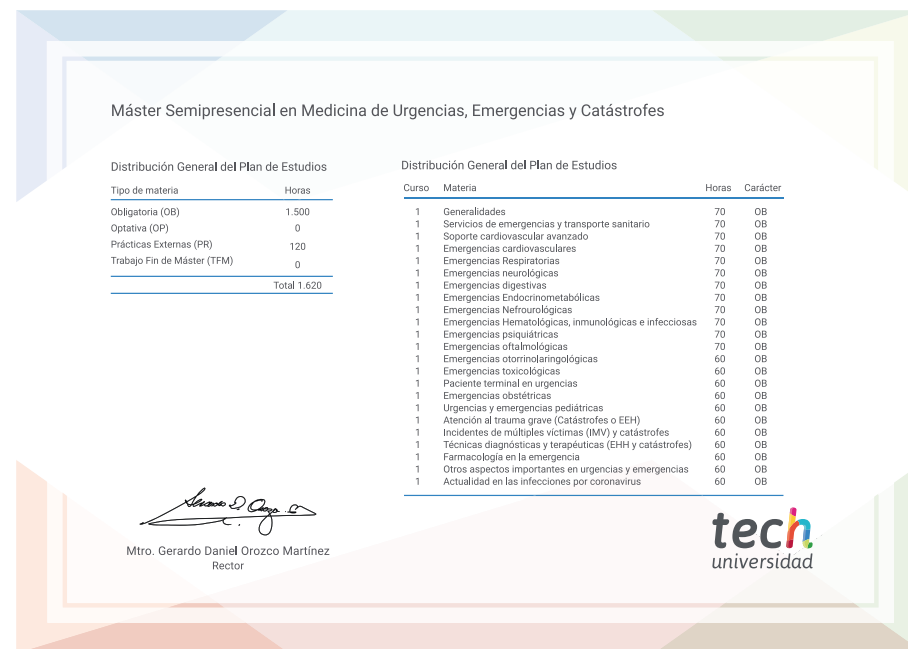 Máster Semipresencial en Medicina de Urgencias, Emergencias y Catástrofes
Distribución General del Plan de Estudios
Tipo de materia Horas
Obligatoria (OB) 1.500
Optativa (OP) 0
Prácticas Externas (PR) 120
Trabajo Fin de Máster (TFM) 0
Total 1.620
Distribución General del Plan de Estudios
Curso Materia Horas Carácter
1 Generalidades 70 OB
1 Servicios de emergencias y transporte sanitario 70 OB
1 Soporte cardiovascular avanzado 70 OB
1 Emergencias cardiovasculares 70 OB
1 Emergencias Respiratorias 70 OB
1 Emergencias neurológicas 70 OB
1 Emergencias digestivas 70 OB
1 Emergencias Endocrinometabólicas 70 OB
1 Emergencias Nefrourológicas 70 OB
1 Emergencias Hematológicas, inmunológicas e infecciosas 70 OB
1 Emergencias psiquiátricas 70 OB
1 Emergencias oftalmológicas 70 OB
1 Emergencias otorrinolaringológicas 60 OB
1 Emergencias toxicológicas 60 OB
1 Paciente terminal en urgencias 60 OB
1 Emergencias obstétricas 60 OB
1 Urgencias y emergencias pediátricas 60 OB
1 Atención al trauma grave (Catástrofes o EEH) 60 OB
1 Incidentes de múltiples víctimas (IMV) y catástrofes 60 OB
1 Técnicas diagnósticas y terapéuticas (EHH y catástrofes) 60 OB
1 Farmacología en la emergencia 60 OB
1 Otros aspectos importantes en urgencias y emergencias 60 OB
1 Actualidad en las infecciones por coronavirus 60 OB
Mtro. Gerardo Daniel Orozco Martínez
Rector
tech
universidad